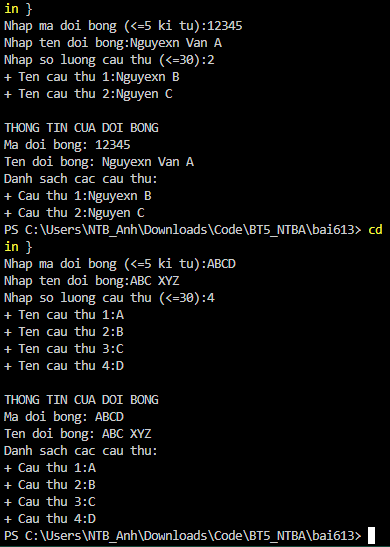 in }
Nhap ma doi bong (<=5 ki tu):12345
Nhap ten doi bong:Nguyexn Van A
Nhap so luong cau thu (<=30):2
+ Ten cau thu 1:Nguyexn B
+ Ten cau thu 2:Nguyen C
THONG TIN CUA DOI BONG
Ma doi bong: 12345
Ten doi bong: Nguyexn Van A
Danh sach cac cau thu:
+ Cau thu 1:Nguyexn B
+ Cau thu 2:Nguyen C
PS C:\Users\NTB_Anh\Downloads\Code\BT5_NTBA\bai613> cd
in }
Nhap ma doi bong (<=5 ki tu):ABCD
Nhap ten doi bong:ABC XYZ
Nhap so luong cau thu (<=30):4
+ Ten cau thu 1:A
+ Ten cau thu 2:B
+ Ten cau thu 3:C
+ Ten cau thu 4:D
THONG TIN CUA DOI BONG
Ma doi bong: ABCD
Ten doi bong: ABC XYZ
Danh sach cac cau thu:
+ Cau thu 1:A
+ Cau thu 2:B
+ Cau thu 3:C
+ Cau thu 4:D
PS C:\Users\NTB_Anh\Downloads\Code\BT5_NTBA\bai613>